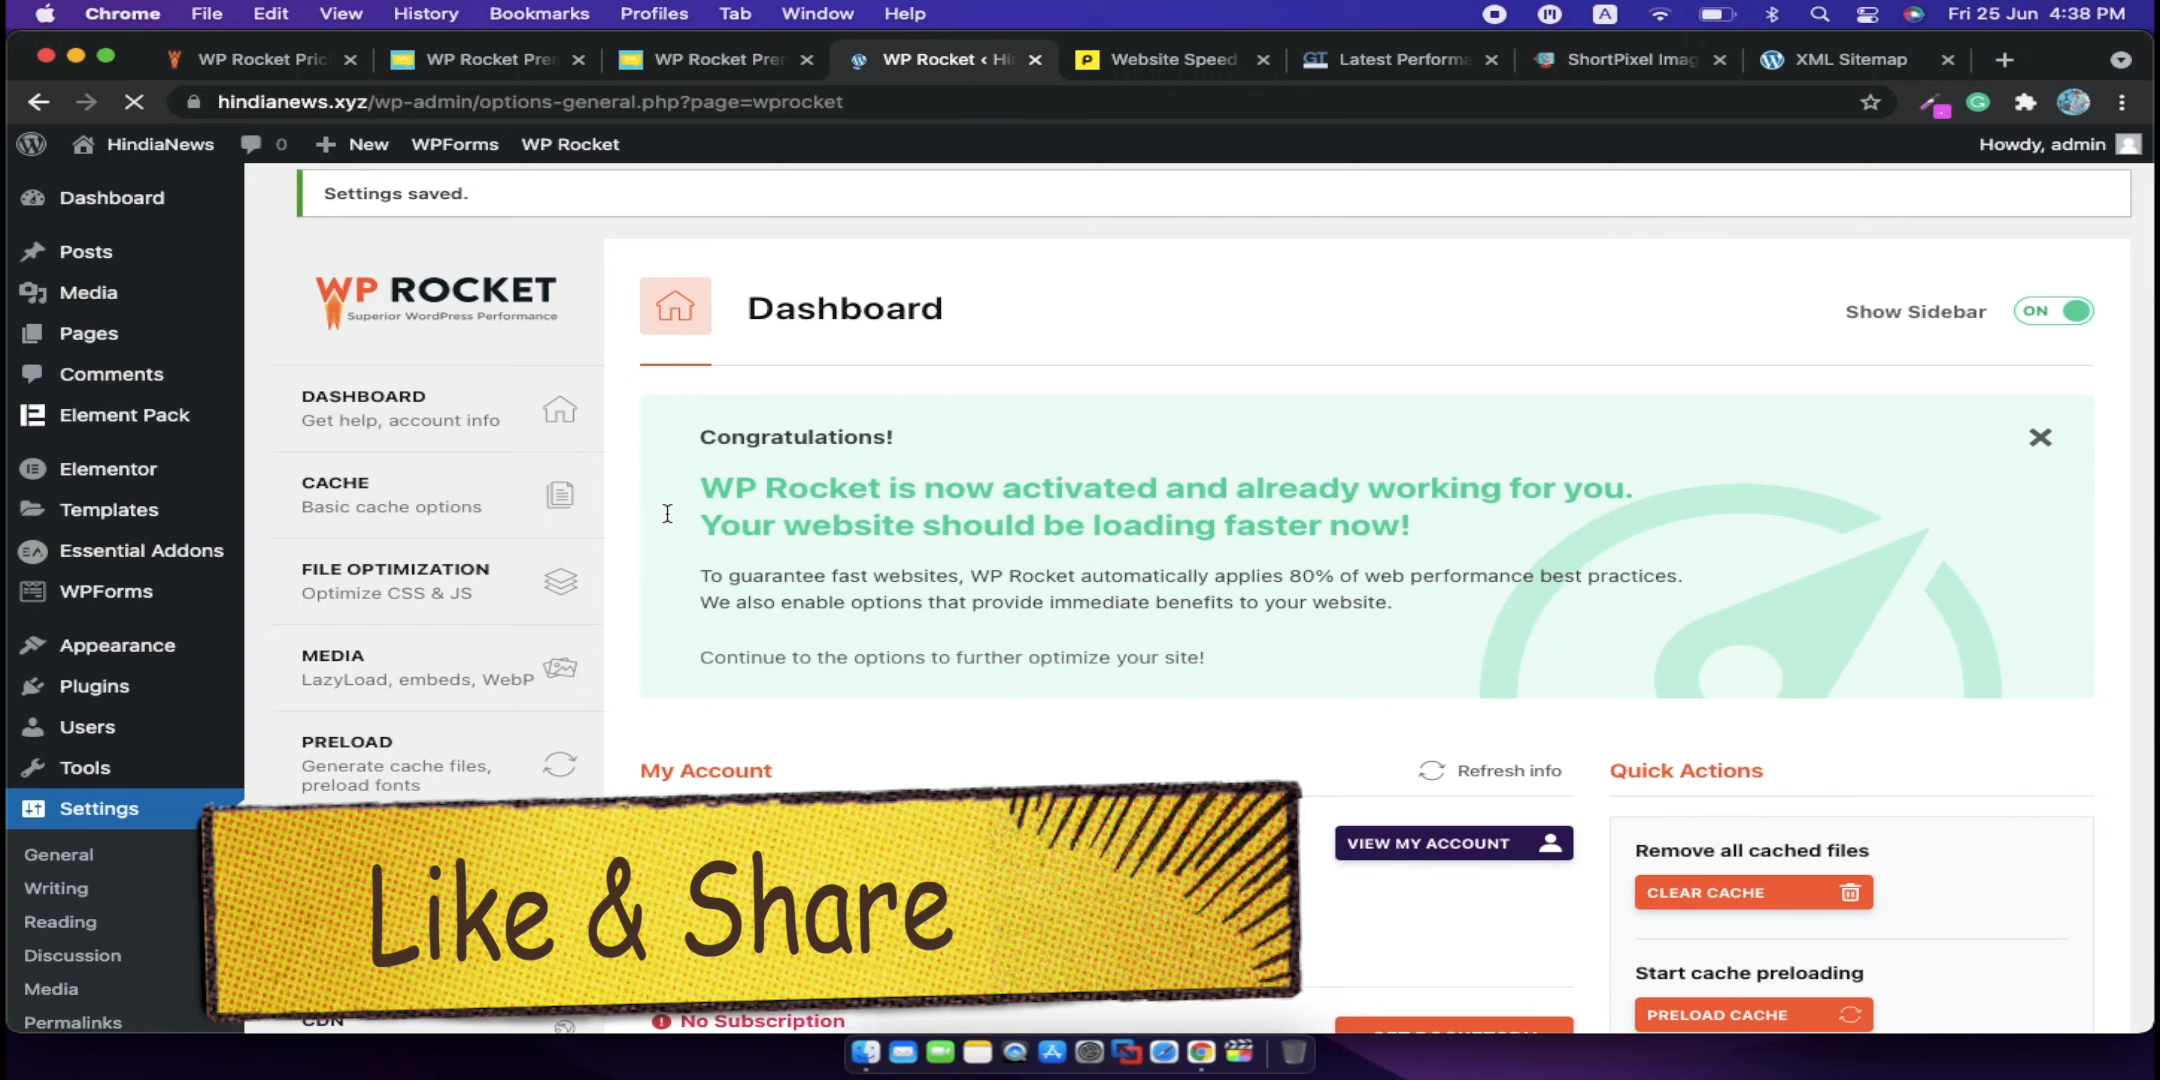 Chrome File Edit View History Bookmarks Profiles Tab Window Help A Fri 25 Jun 4:38 PM
WP Rocket Pric WP Rocket Pre WP Rocket Pre WP Rocket ‹ Hi P Website Speed GT Latest Performa ShortPixel Imag XML Sitemap
hindianews.xyz/wp-admin/options-general.php?page=wprocket
HindiaNews 0 New WPForms WP Rocket Howdy, admin
Dashboard
Posts
Media
Pages
Comments
Element Pack
Elementor
Templates
Essential Addons
WPForms
Appearance
Plugins
Users
Tools
Settings
General
Writing
Reading
Discussion
Media
Permalinks
Settings saved.
WP ROCKET
Superior WordPress Performance
DASHBOARD
Get help, account info
CACHE
Basic cache options
FILE OPTIMIZATION
Optimize CSS & JS
MEDIA
LazyLoad, embeds, WebP
PRELOAD
Generate cache files,
preload fonts
CDN
Dashboard
Show Sidebar ON
Congratulations!
WP Rocket is now activated and already working for you.
Your website should be loading faster now!
To guarantee fast websites, WP Rocket automatically applies 80% of web performance best practices.
We also enable options that provide immediate benefits to your website.
Continue to the options to further optimize your site!
My Account Refresh info
VIEW MY ACCOUNT
No Subscription
Quick Actions
Remove all cached files
CLEAR CACHE
Start cache preloading
PRELOAD CACHE
Like & Share